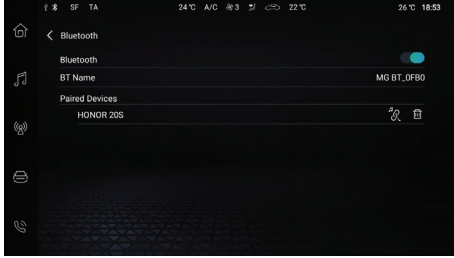 SF TA 24°C A/C 3 22°C 26°C 18:53
Bluetooth
Bluetooth
BT Name MG BT_0FB0
Paired Devices
HONOR 20S